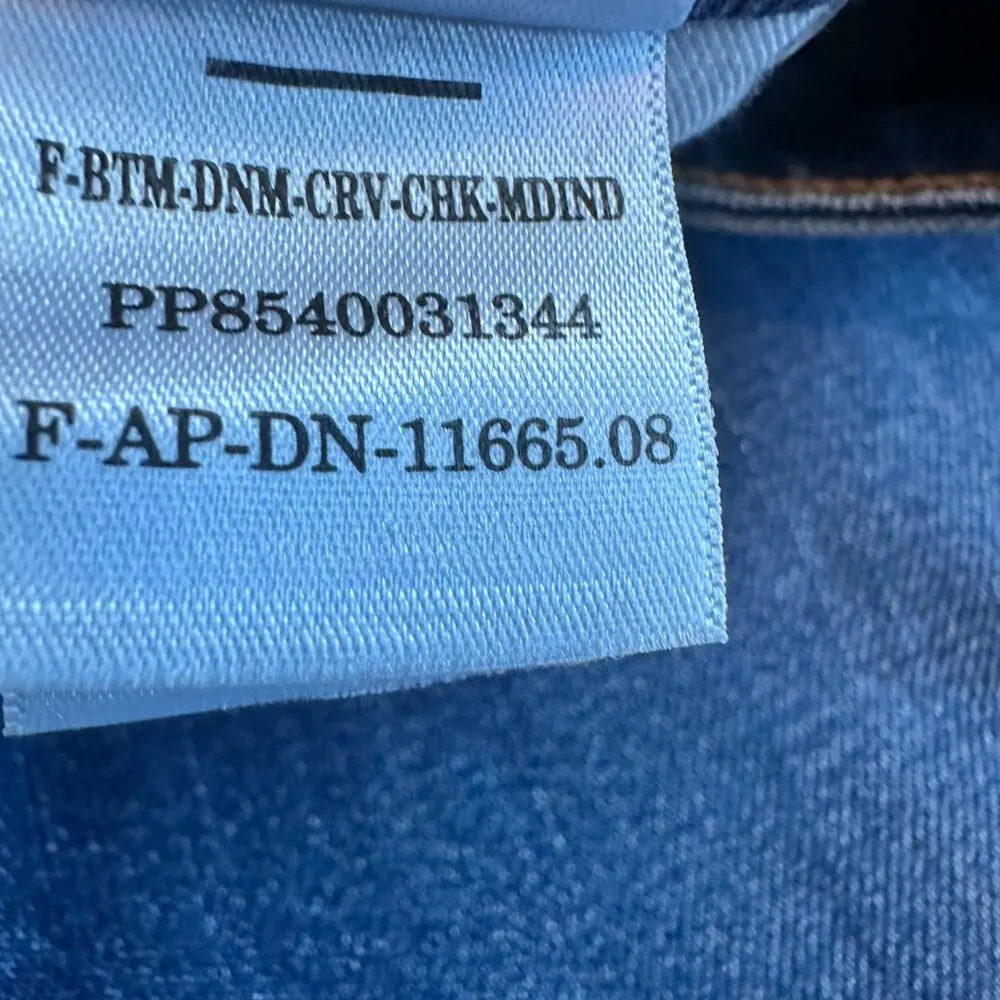 F-BTM-DNM-CRV-CHK-MDIND
PP8540031344
F-AP-DN-11665.08